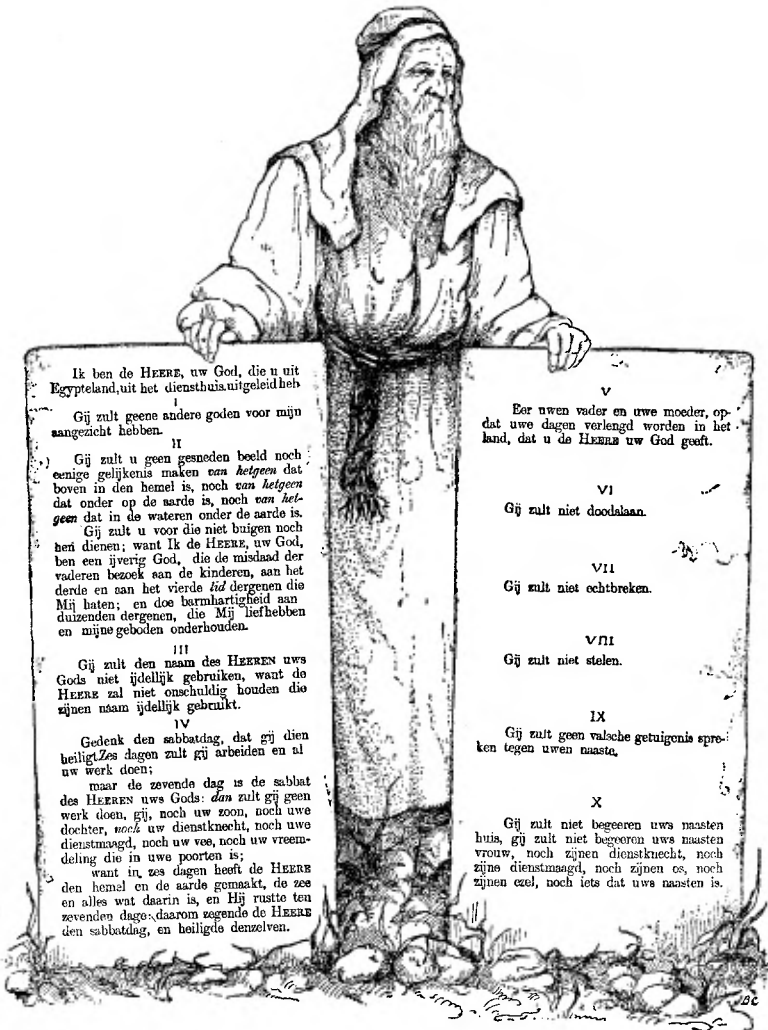 Ik ben de HEERE, uw God, die u uit
Egypteland, uit het diensthuis uitgeleid heb
I
Gij zult geene andere goden voor mijn
aangezicht hebben.
II
Gij zult u geen gesneden beeld noch
eenige gelijkenis maken van hetgeen dat
boven in den hemel is, noch van hetgeen
dat onder op de aarde is, noch van het-
geen dat in de wateren onder de aarde is.
Gij zult u voor die niet buigen noch
hen dienen; want Ik de HEERE, uw God,
ben een ijverig God, die de misdaad der
vaderen bezoek aan de kinderen, aan het
derde en aan het vierde lid dergenen die
Mij haten; en doe barmhartigheid aan
duizenden dergenen, die Mij liefhebben
en mijne geboden onderhouden.
III
Gij zult den naam des HEEREN uws
Gods niet ijdellijk gebruiken, want de
HEERE zal niet onschuldig houden die
zijnen naam ijdellijk gebruikt.
IV
Gedenk den sabbatdag, dat gij dien
heiligt. Zes dagen zult gij arbeiden en al
uw werk doen;
maar de zevende dag is de sabbat
des HEEREN uws Gods: dan zult gij geen
werk doen, gij, noch uw zoon, noch uwe
dochter, noch uw dienstknecht, noch uwe
dienstmaagd, noch uw vee, noch uw vreem-
deling die in uwe poorten is;
want in zes dagen heeft de HEERE
den hemel en de aarde gemaakt, de zee
en alles wat daarin is, en Hij rustte ten
zevenden dage: daarom zegende de HEERE
den sabbatdag, en heiligde denzelven.
V
Eer uwen vader en uwe moeder, op-
dat uwe dagen verlengd worden in het
land, dat u de HEERE uw God geeft.
VI
Gij zult niet doodslaan.
VII
Gij zult niet echtbreken.
VIII
Gij zult niet stelen.
IX
Gij zult geen valsche getuigenis spre-
ken tegen uwen naaste.
X
Gij zult niet begeeren uws naasten
huis, gij zult niet begeeren uws naasten
vrouw, noch zijnen dienstknecht, noch
zijne dienstmaagd, noch zijnen os, noch
zijnen ezel, noch iets dat uws naasten is.
BC